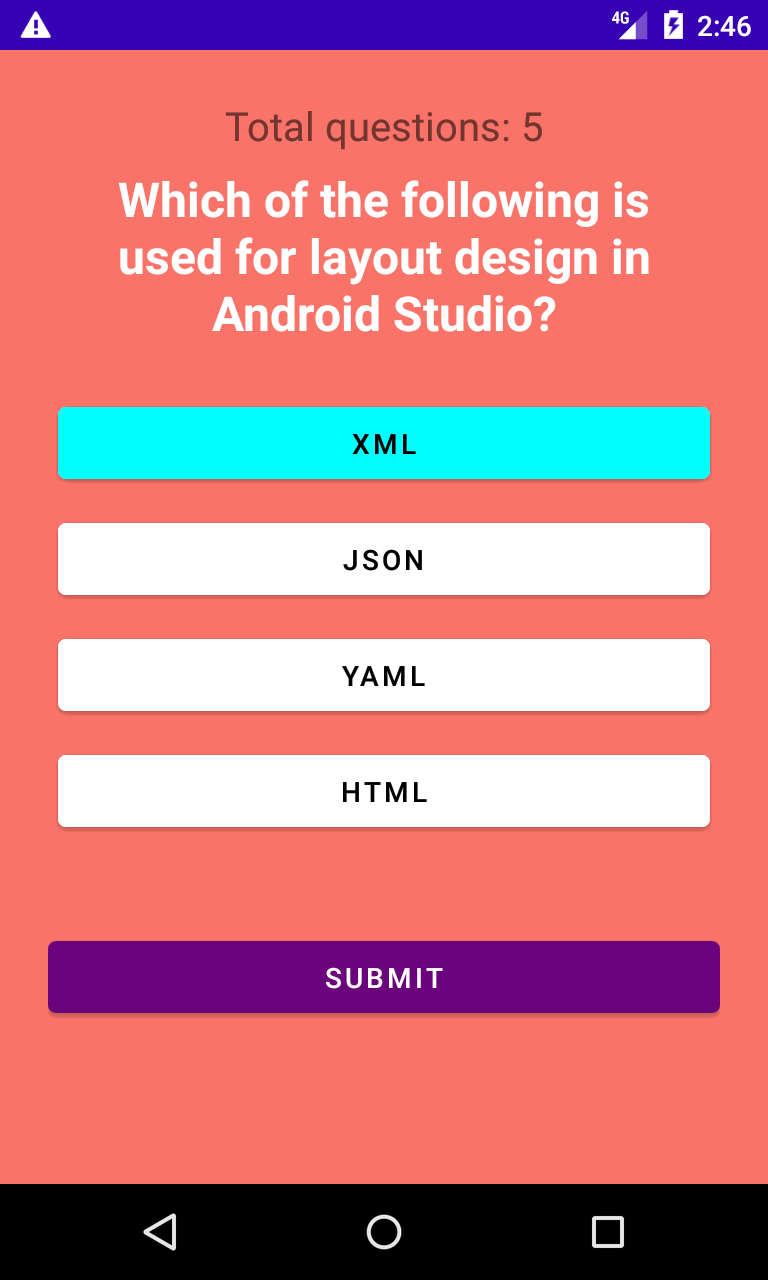 4G 2:46
Total questions: 5
Which of the following is
used for layout design in
Android Studio?
XML
JSON
YAML
HTML
SUBMIT